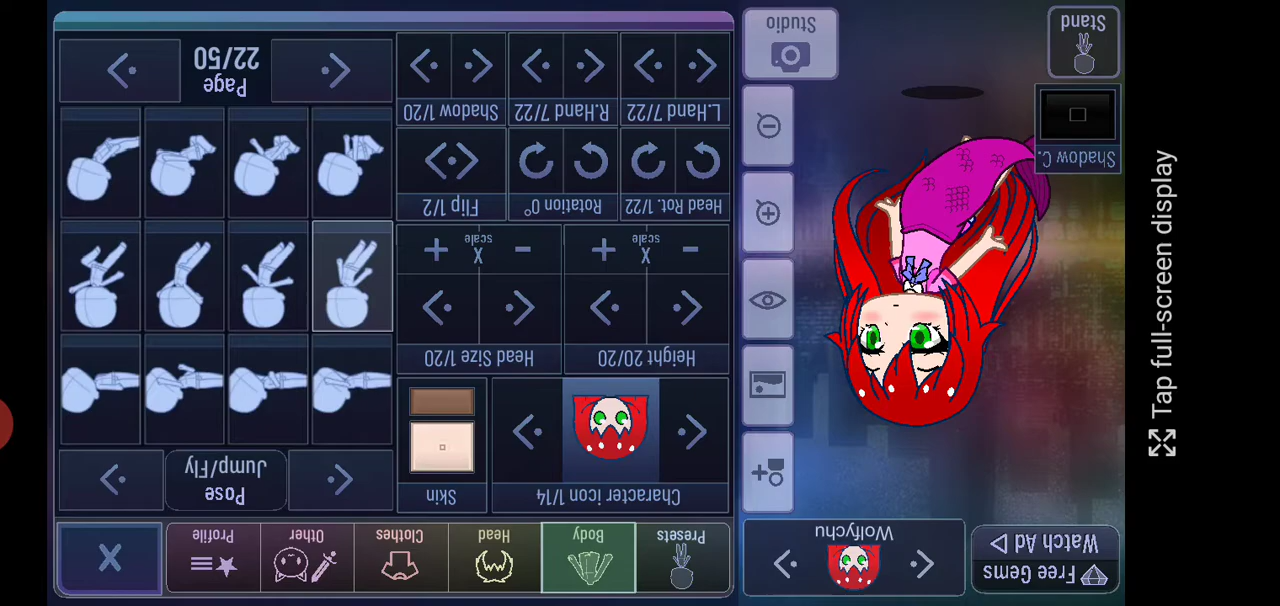 Free Gems
Watch Ad
Wolfychu
Presets
Body
Head
Clothes
Other
Profile
X
Character icon 1/14
Skin
Pose
Jump/Fly
Height 20/20
Head Size 1/20
X
scale
X
scale
Head Rot. 1/22
Rotation 0°
Flip 1/2
L.Hand 7/22
R.Hand 7/22
Shadow 1/20
Page
22/50
Shadow C.
Stand
Studio
Tap full-screen display